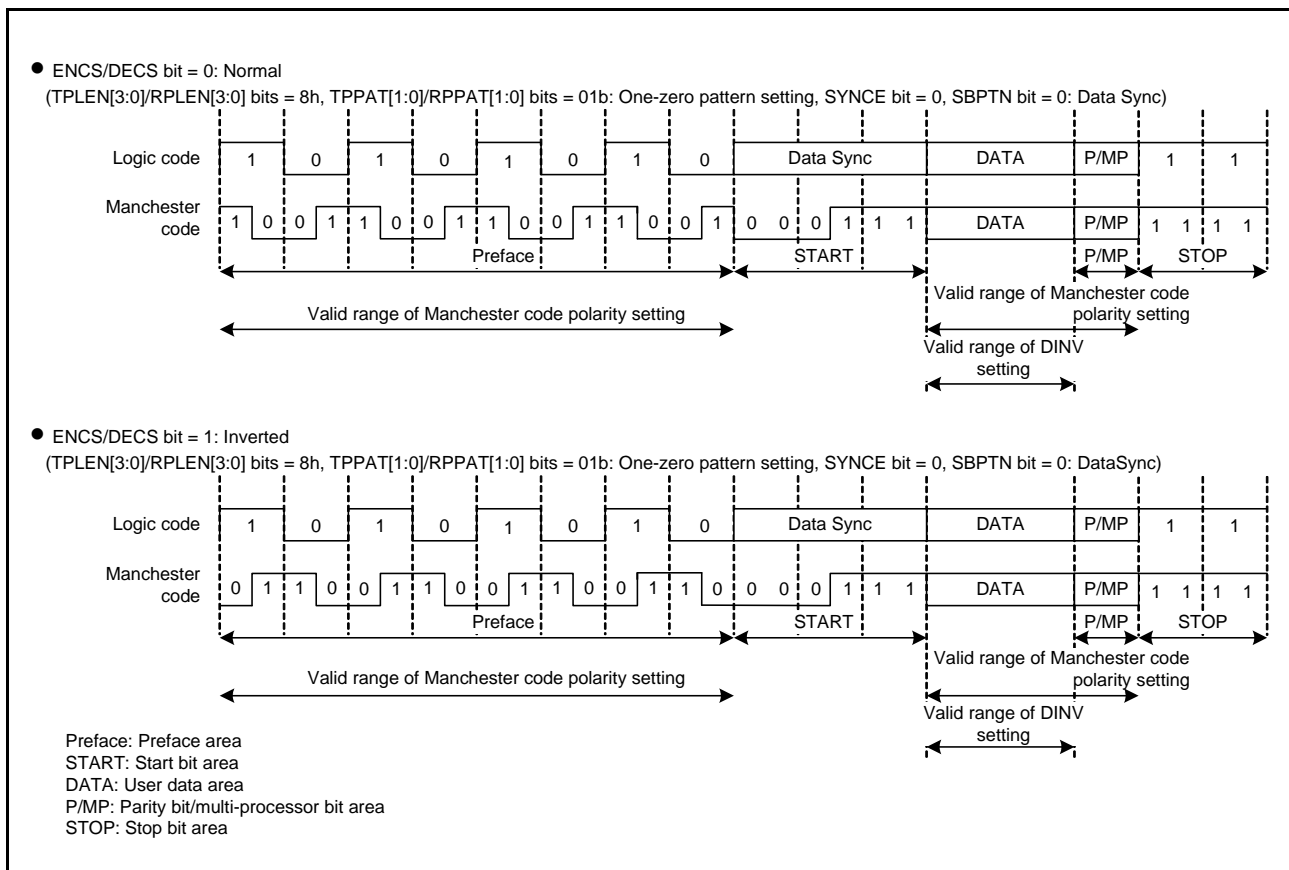 ● ENCS/DECS bit = 0: Normal
(TPLEN[3:0]/RPLEN[3:0] bits = 8h, TPPAT[1:0]/RPPAT[1:0] bits = 01b: One-zero pattern setting, SYNCE bit = 0, SBPTN bit = 0: Data Sync)
Logic code 1 0 1 0 1 0 1 0 Data Sync DATA P/MP 1 1
Manchester
code 1 0 0 1 1 0 0 1 1 0 0 1 1 0 0 1 0 0 0 1 1 1 DATA P/MP 1 1 1 1
Preface START P/MP STOP
Valid range of Manchester code polarity setting
Valid range of Manchester code
polarity setting
Valid range of DINV
setting
● ENCS/DECS bit = 1: Inverted
(TPLEN[3:0]/RPLEN[3:0] bits = 8h, TPPAT[1:0]/RPPAT[1:0] bits = 01b: One-zero pattern setting, SYNCE bit = 0, SBPTN bit = 0: DataSync)
Logic code 1 0 1 0 1 0 1 0 Data Sync DATA P/MP 1 1
Manchester
code 0 1 1 0 0 1 1 0 0 1 1 0 0 1 1 0 0 0 0 1 1 1 DATA P/MP 1 1 1 1
Preface START P/MP STOP
Valid range of Manchester code polarity setting
Valid range of Manchester code
polarity setting
Valid range of DINV
setting
Preface: Preface area
START: Start bit area
DATA: User data area
P/MP: Parity bit/multi-processor bit area
STOP: Stop bit area